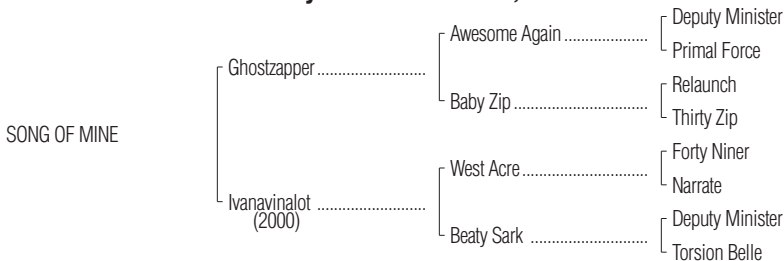 Deputy Minister
Awesome Again
Primal Force
Ghostzapper
Relaunch
Baby Zip
Thirty Zip
SONG OF MINE
Forty Niner
West Acre
Narrate
Ivanavinalot
(2000)
Deputy Minister
Beaty Sark
Torsion Belle